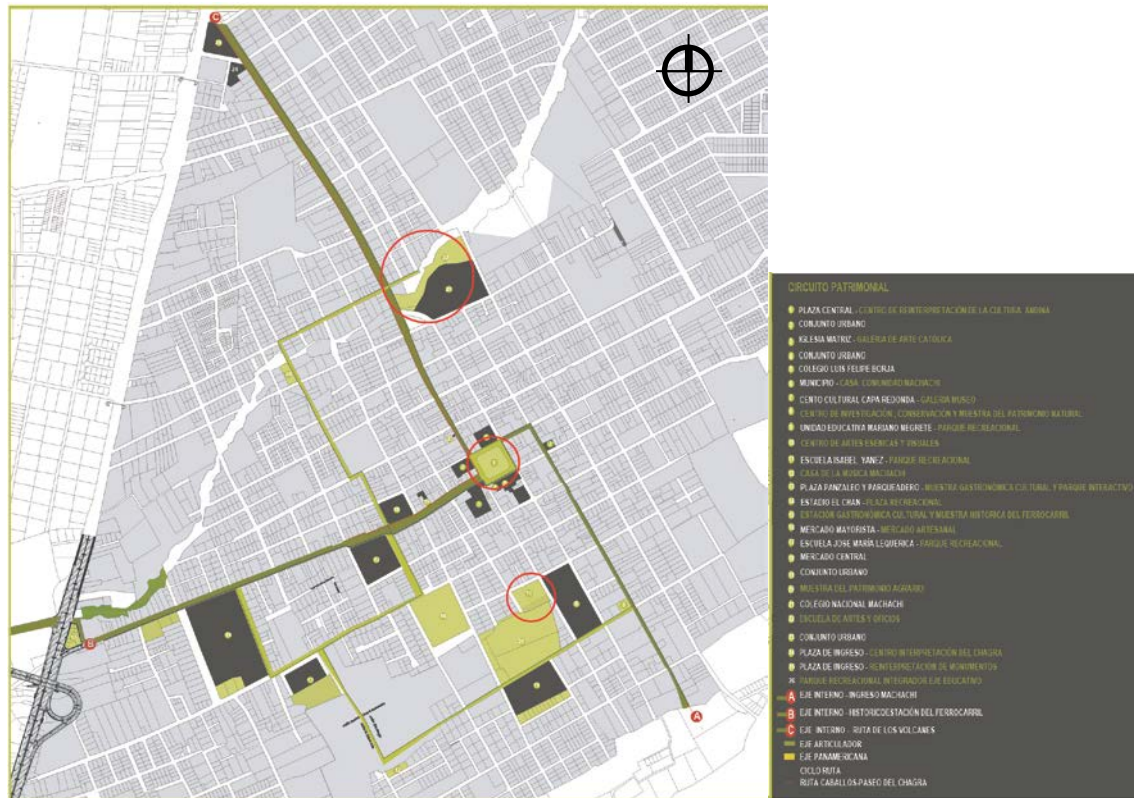 C
B
A
CIRCUITO PATRIMONIAL
PLAZA CENTRAL - CENTRO DE REINTERPRETACIÓN DE LA CULTURA ANDINA
CONJUNTO URBANO
IGLESIA MATRIZ - GALERIA DE ARTE CATÓLICA
CONJUNTO URBANO
COLEGIO LUIS FELIPE BORJA
MUNICIPIO - CASA COMUNIDAD MACHACHI
CENTO CULTURAL CAPA REDONDA - GALERIA MUSEO
CENTRO DE INVESTIGACIÓN , CONSERVACIÓN Y MUESTRA DEL PATRIMONIO NATURAL
UNIDAD EDUCATIVA MARIANO NEGRETE - PARQUE RECREACIONAL
CENTRO DE ARTES ESENICAS Y VISUALES
ESCUELA ISABEL YANEZ - PARQUE RECREACIONAL
CASA DE LA MÚSICA MACHACHI
PLAZA PANZALEO Y PARQUEADERO - MUESTRA GASTRONÓMICA CULTURAL Y PARQUE INTERACTIVO
ESTADIO EL CHAN - PLAZA RECREACIONAL
ESTACIÓN GASTRONÓMICA CULTURAL Y MUESTRA HISTORICA DEL FERROCARRIL
MERCADO MAYORISTA - MERCADO ARTESANAL
ESCUELA JOSE MARÍA LEQUERICA - PARQUE RECREACIONAL
MERCADO CENTRAL
CONJUNTO URBANO
MUESTRA DEL PATRIMONIO AGRARIO
COLEGIO NACIONAL MACHACHI
ESCUELA DE ARTES Y OFICIOS
CONJUNTO URBANO
PLAZA DE INGRESO - CENTRO INTERPRETACIÓN DEL CHAGRA
PLAZA DE INGRESO - REINTERPRETACIÓN DE MONUMENTOS
PARQUE RECREACIONAL INTEGRADOR EJE EDUCATIVO
A EJE INTERNO - INGRESO MACHACHI
B EJE INTERNO - HISTORICOESTACIÓN DEL FERROCARRIL
C EJE INTERNO - RUTA DE LOS VOLCANES
EJE ARTICULADOR
EJE PANAMERICANA
CICLO RUTA
RUTA CABALLOS-PASEO DEL CHAGRA